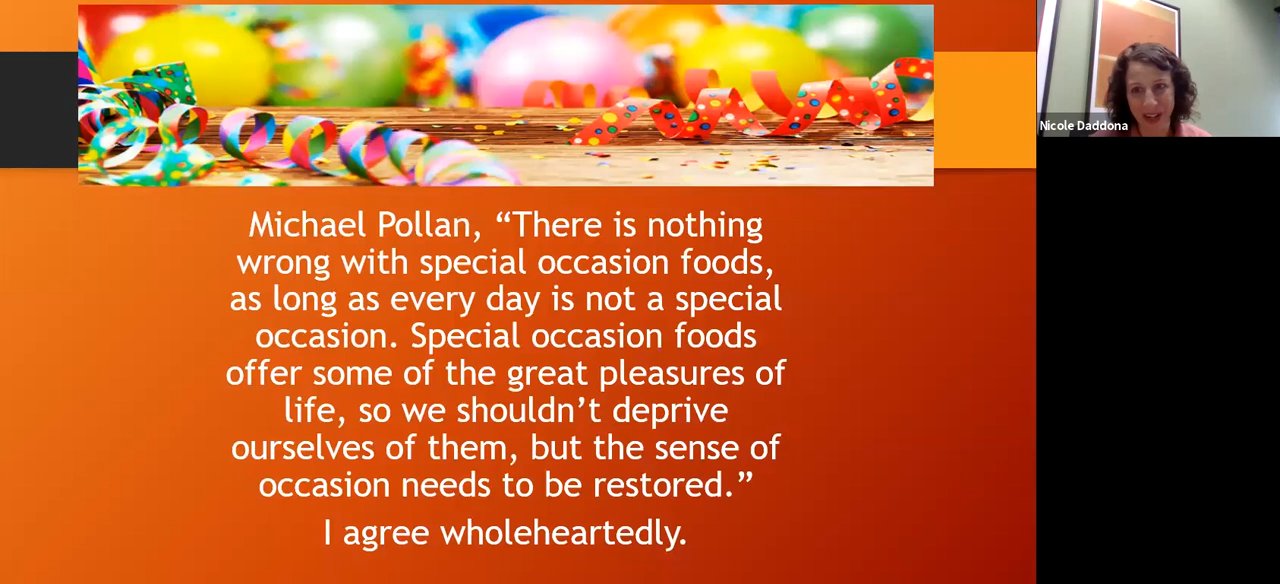 Nicole Daddona
Michael Pollan, “There is nothing
wrong with special occasion foods,
as long as every day is not a special
occasion. Special occasion foods
offer some of the great pleasures of
life, so we shouldn’t deprive
ourselves of them, but the sense of
occasion needs to be restored.”
I agree wholeheartedly.